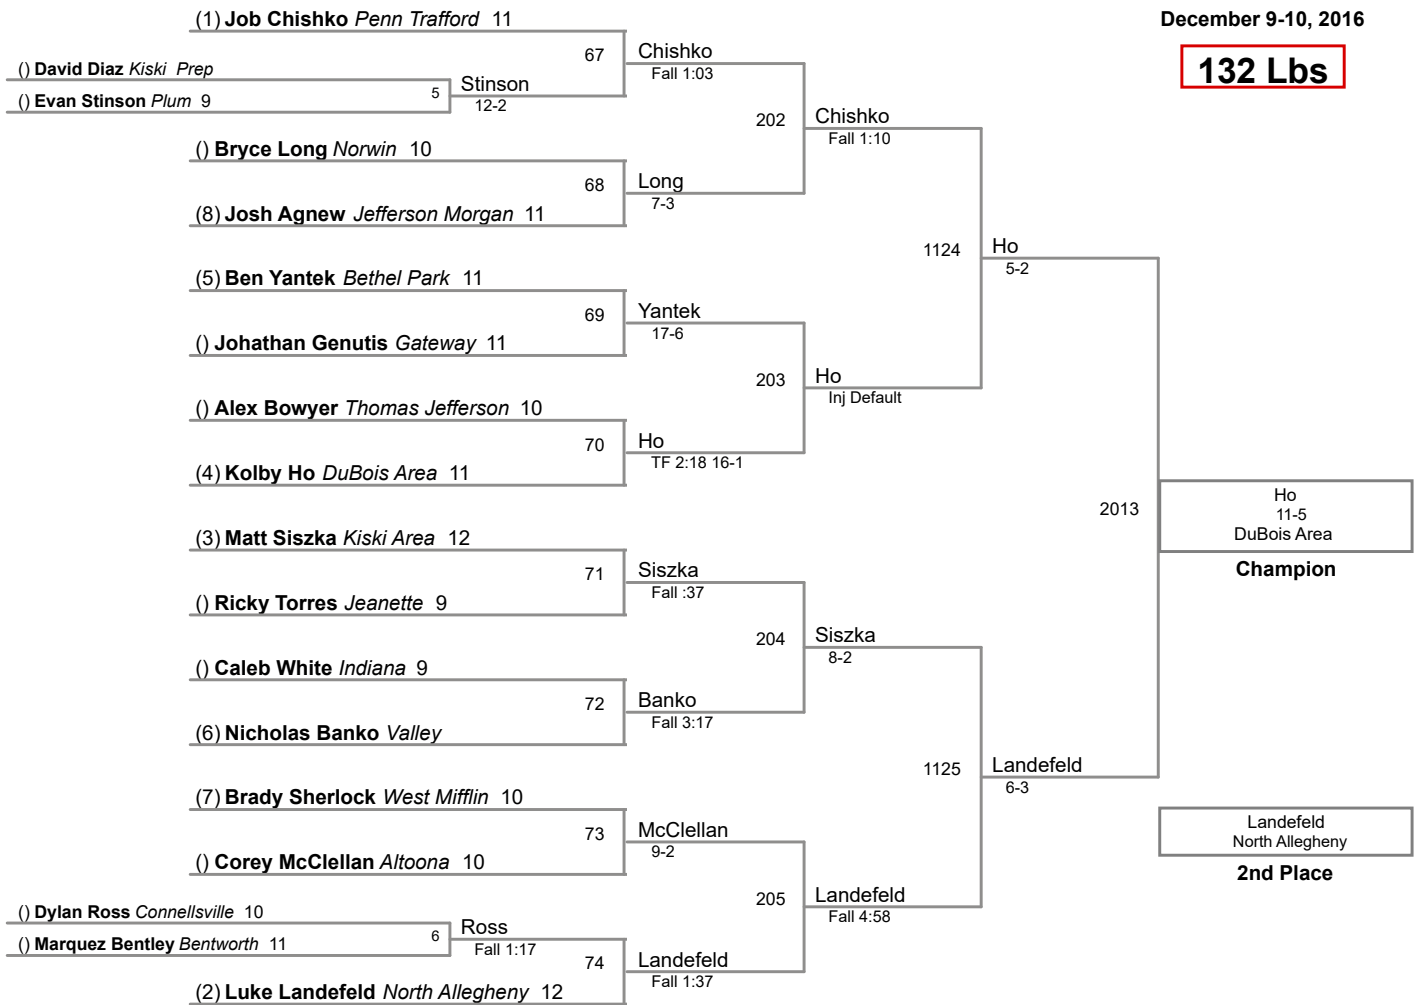 (1) Job Chishko Penn Trafford 11
December 9-10, 2016
132 Lbs
67
Chishko
Fall 1:03
() David Diaz Kiski Prep
() Evan Stinson Plum 9
5
Stinson
12-2
202
Chishko
Fall 1:10
() Bryce Long Norwin 10
68
Long
7-3
(8) Josh Agnew Jefferson Morgan 11
1124
Ho
5-2
(5) Ben Yantek Bethel Park 11
69
Yantek
17-6
() Johathan Genutis Gateway 11
203
Ho
Inj Default
() Alex Bowyer Thomas Jefferson 10
70
Ho
TF 2:18 16-1
(4) Kolby Ho DuBois Area 11
2013
Ho
11-5
DuBois Area
Champion
(3) Matt Siszka Kiski Area 12
71
Siszka
Fall :37
() Ricky Torres Jeanette 9
204
Siszka
8-2
() Caleb White Indiana 9
72
Banko
Fall 3:17
(6) Nicholas Banko Valley
1125
Landefeld
6-3
(7) Brady Sherlock West Mifflin 10
73
McClellan
9-2
() Corey McClellan Altoona 10
Landefeld
North Allegheny
2nd Place
205
Landefeld
Fall 4:58
() Dylan Ross Connellsville 10
() Marquez Bentley Bentworth 11
6
Ross
Fall 1:17
74
Landefeld
Fall 1:37
(2) Luke Landefeld North Allegheny 12